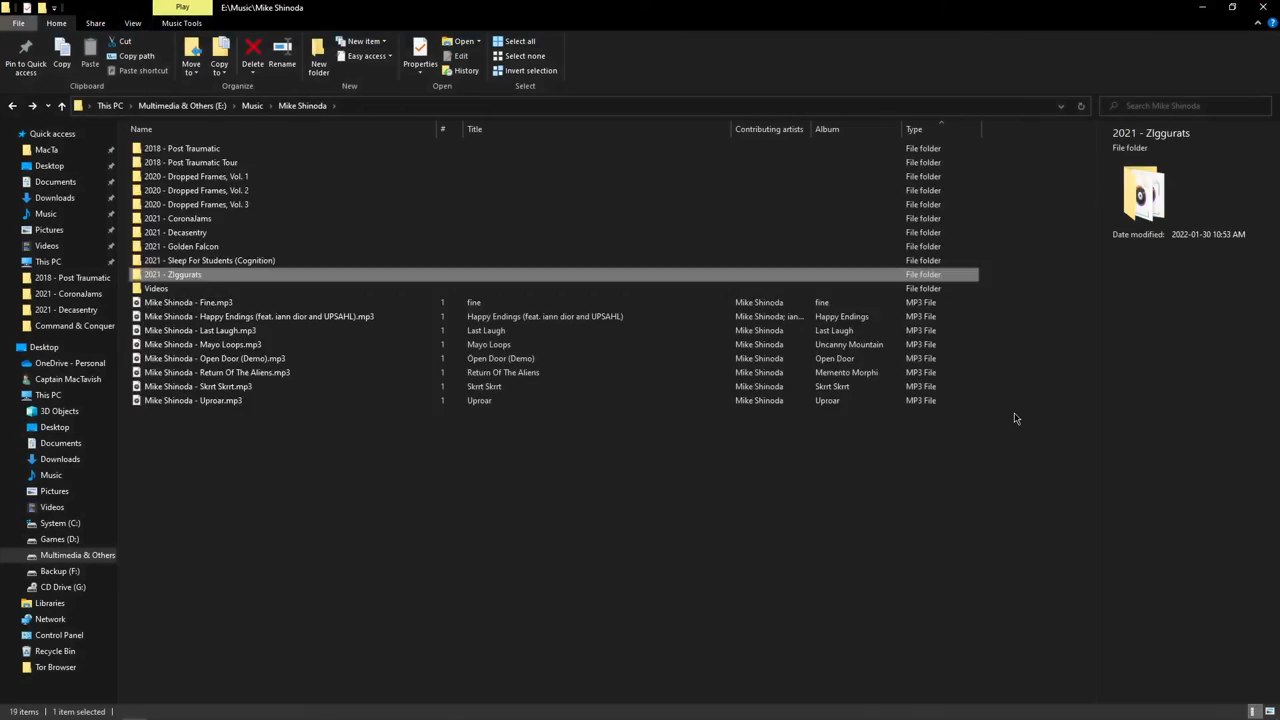 Play
E:\Music\Mike Shinoda
File
Home
Share
View
Music Tools
Pin to Quick access
Copy
Paste
Cut
Copy path
Paste shortcut
Clipboard
Move to
Copy to
Delete
Rename
Organize
New folder
New item
Easy access
New
Properties
Open
Edit
History
Open
Select all
Select none
Invert selection
Select
This PC
Multimedia & Others (E:)
Music
Mike Shinoda
Search Mike Shinoda
Quick access
MacTa
Desktop
Documents
Downloads
Music
Pictures
Videos
This PC
2018 - Post Traumatic
2021 - CoronaJams
2021 - Decasentry
Command & Conquer
Desktop
OneDrive - Personal
Captain MacTavish
This PC
3D Objects
Desktop
Documents
Downloads
Music
Pictures
Videos
System (C:)
Games (D:)
Multimedia & Others
Backup (F:)
CD Drive (G:)
Libraries
Network
Control Panel
Recycle Bin
Tor Browser
Name # Title Contributing artists Album Type
2018 - Post Traumatic File folder
2018 - Post Traumatic Tour File folder
2020 - Dropped Frames, Vol. 1 File folder
2020 - Dropped Frames, Vol. 2 File folder
2020 - Dropped Frames, Vol. 3 File folder
2021 - CoronaJams File folder
2021 - Decasentry File folder
2021 - Golden Falcon File folder
2021 - Sleep For Students (Cognition) File folder
2021 - ZIggurats File folder
Videos File folder
Mike Shinoda - Fine.mp3 1 fine Mike Shinoda fine MP3 File
Mike Shinoda - Happy Endings (feat. iann dior and UPSAHL).mp3 1 Happy Endings (feat. iann dior and UPSAHL) Mike Shinoda; ian... Happy Endings MP3 File
Mike Shinoda - Last Laugh.mp3 1 Last Laugh Mike Shinoda Last Laugh MP3 File
Mike Shinoda - Mayo Loops.mp3 1 Mayo Loops Mike Shinoda Uncanny Mountain MP3 File
Mike Shinoda - Open Door (Demo).mp3 1 Open Door (Demo) Mike Shinoda Open Door MP3 File
Mike Shinoda - Return Of The Aliens.mp3 1 Return Of The Aliens Mike Shinoda Memento Morphi MP3 File
Mike Shinoda - Skrrt Skrrt.mp3 1 Skrrt Skrrt Mike Shinoda Skrrt Skrrt MP3 File
Mike Shinoda - Uproar.mp3 1 Uproar Mike Shinoda Uproar MP3 File
2021 - ZIggurats
File folder
Date modified: 2022-01-30 10:53 AM
19 items
1 item selected